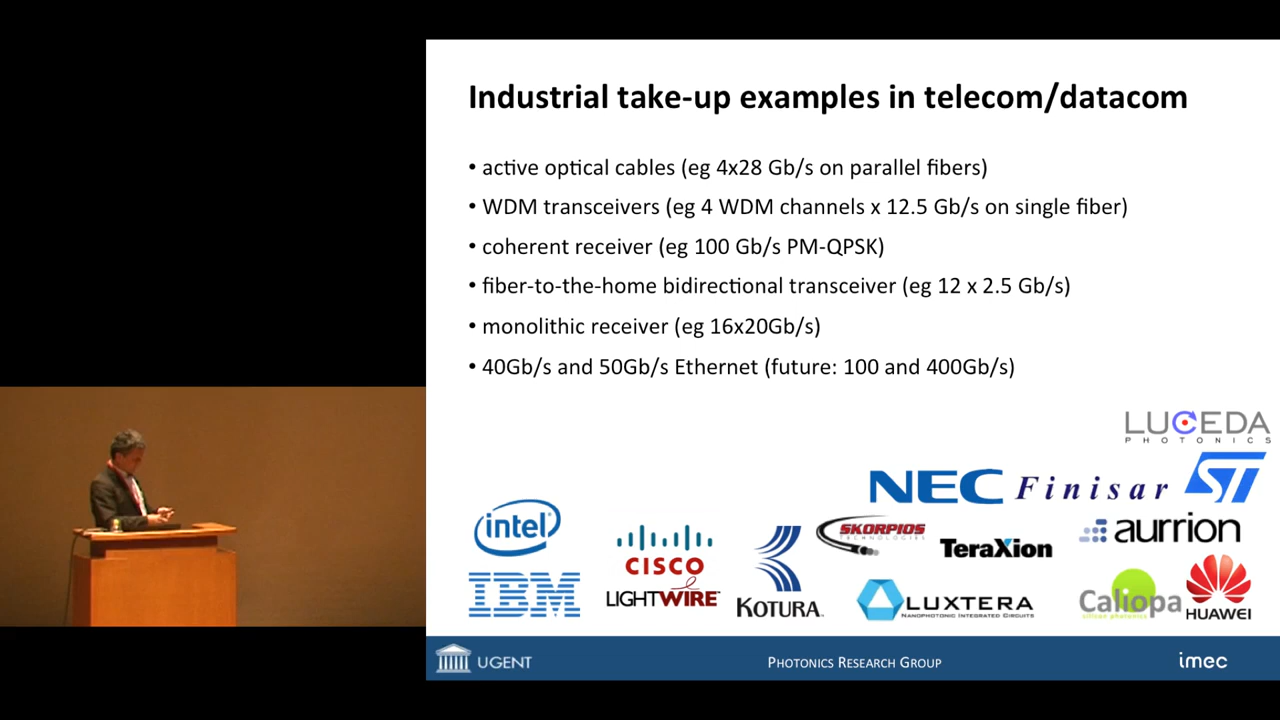 Industrial take-up examples in telecom/datacom
• active optical cables (eg 4x28 Gb/s on parallel fibers)
• WDM transceivers (eg 4 WDM channels x 12.5 Gb/s on single fiber)
• coherent receiver (eg 100 Gb/s PM-QPSK)
• fiber-to-the-home bidirectional transceiver (eg 12 x 2.5 Gb/s)
• monolithic receiver (eg 16x20Gb/s)
• 40Gb/s and 50Gb/s Ethernet (future: 100 and 400Gb/s)
LUCEDA
PHOTONICS
NEC Finisar ST
intel
CISCO
SKORPIOS
TECHNOLOGIES
TeraXion
aurrion
IBM
LIGHTWIRE
KOTURA
LUXTERA
NANOPHOTONIC INTEGRATED CIRCUITS
Caliopa
silicon photonics
HUAWEI
UGENT
PHOTONICS RESEARCH GROUP
imec